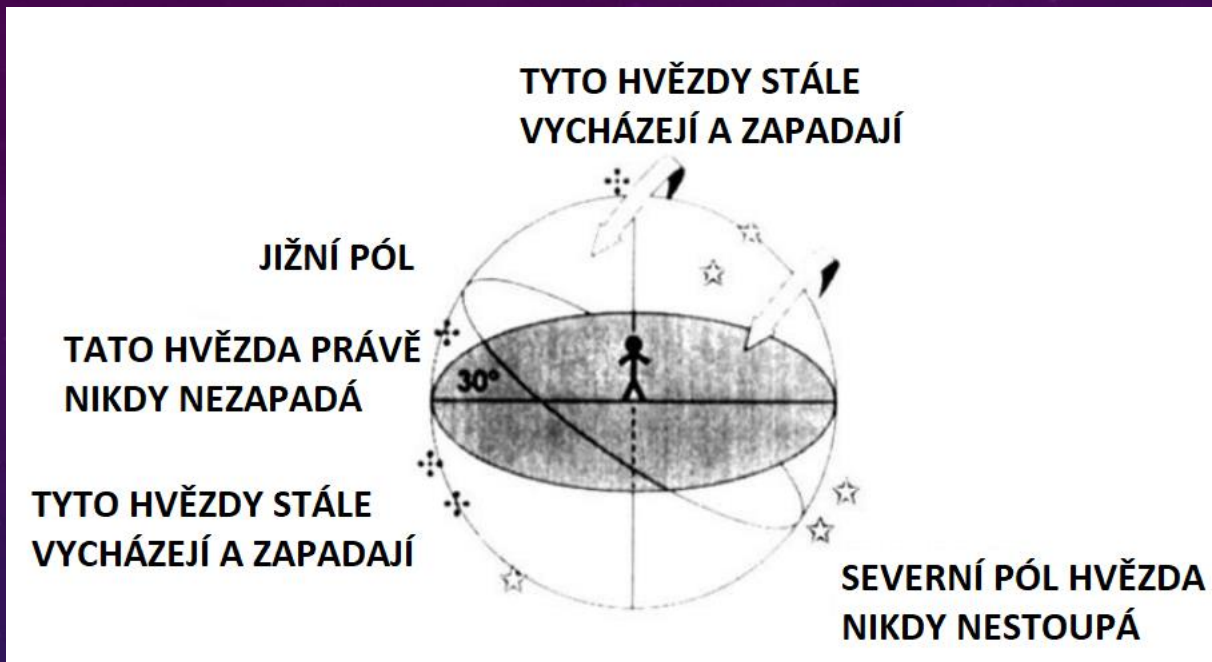 TYTO HVĚZDY STÁLE
VYCHÁZEJÍ A ZAPADAJÍ
JIŽNÍ PÓL
TATO HVĚZDA PRÁVĚ
NIKDY NEZAPADÁ
30°
TYTO HVĚZDY STÁLE
VYCHÁZEJÍ A ZAPADAJÍ
SEVERNÍ PÓL HVĚZDA
NIKDY NESTOUPÁ